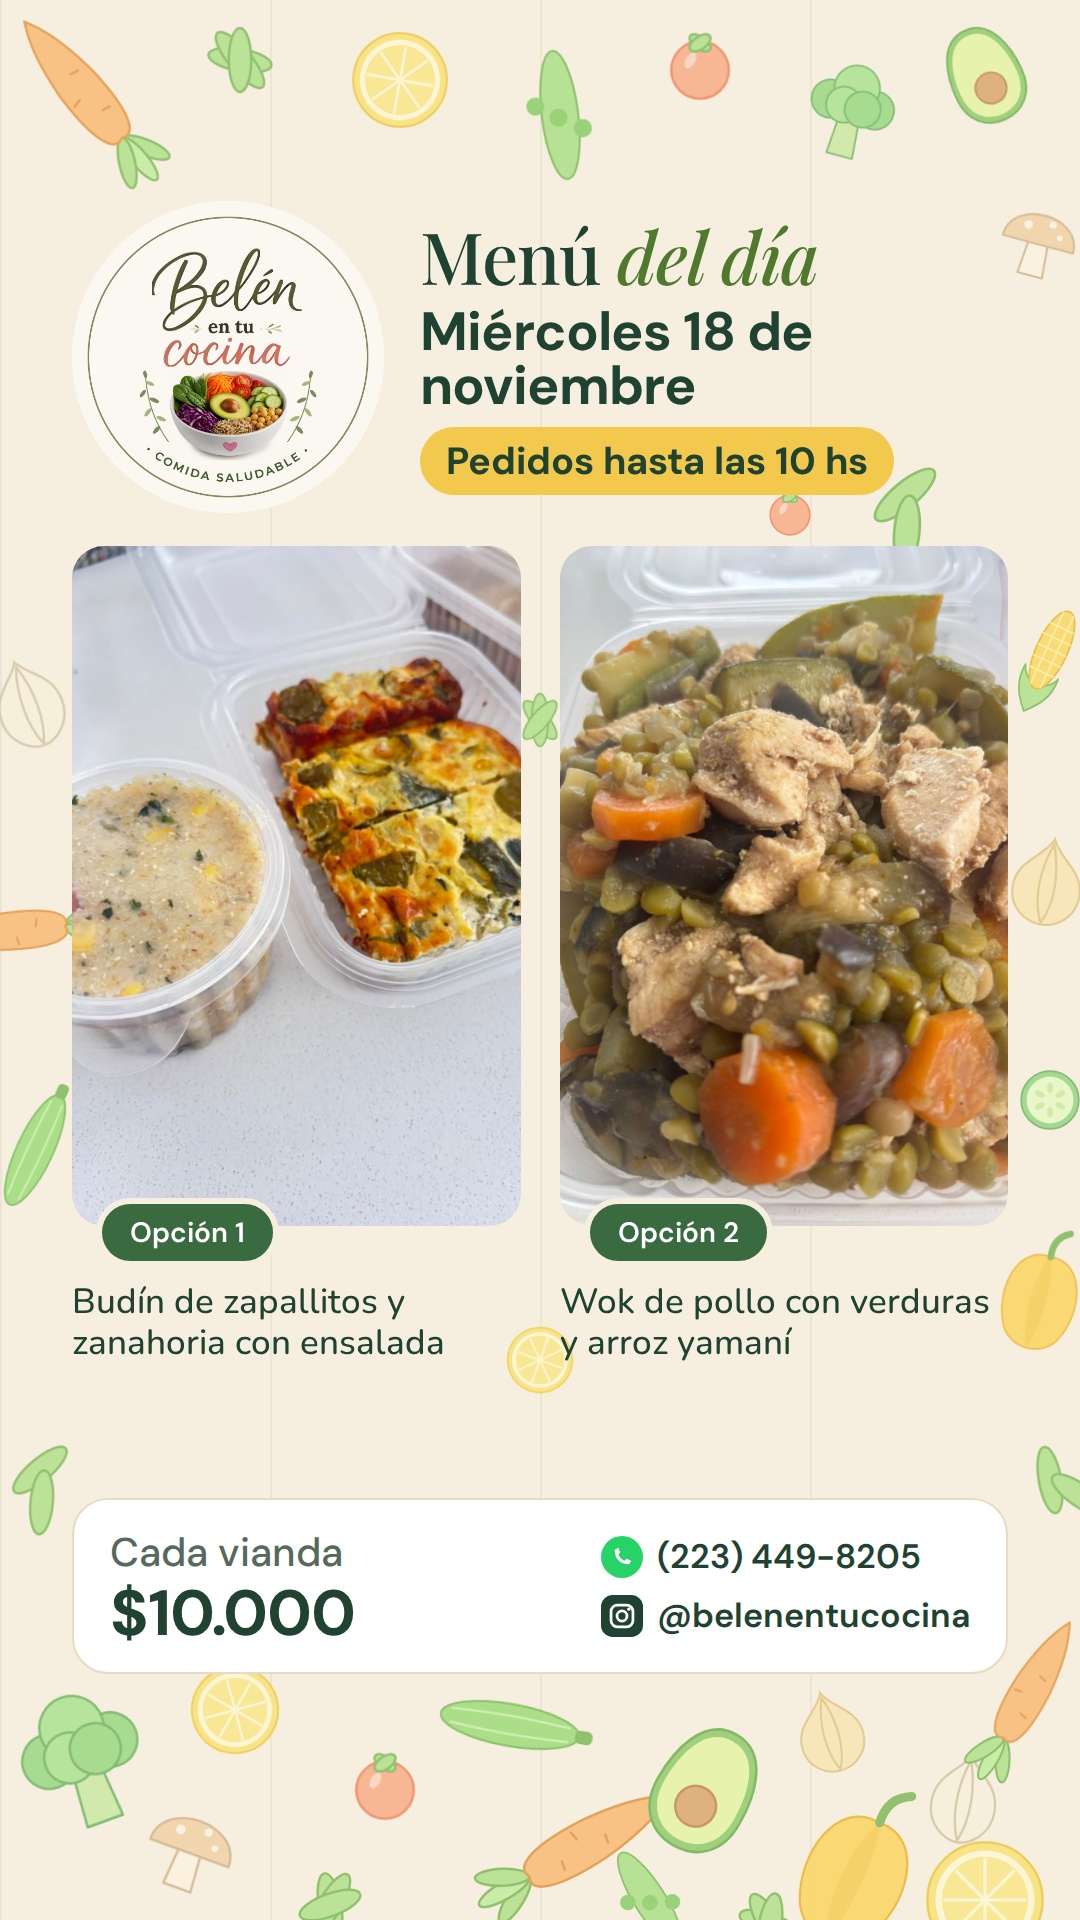 Belén
en tu
cocina
• COMIDA SALUDABLE •
Menú del día
Miércoles 18 de
noviembre
Pedidos hasta las 10 hs
Opción 1
Budín de zapallitos y
zanahoria con ensalada
Opción 2
Wok de pollo con verduras
y arroz yamaní
Cada vianda
$10.000
(223) 449-8205
@belenentucocina